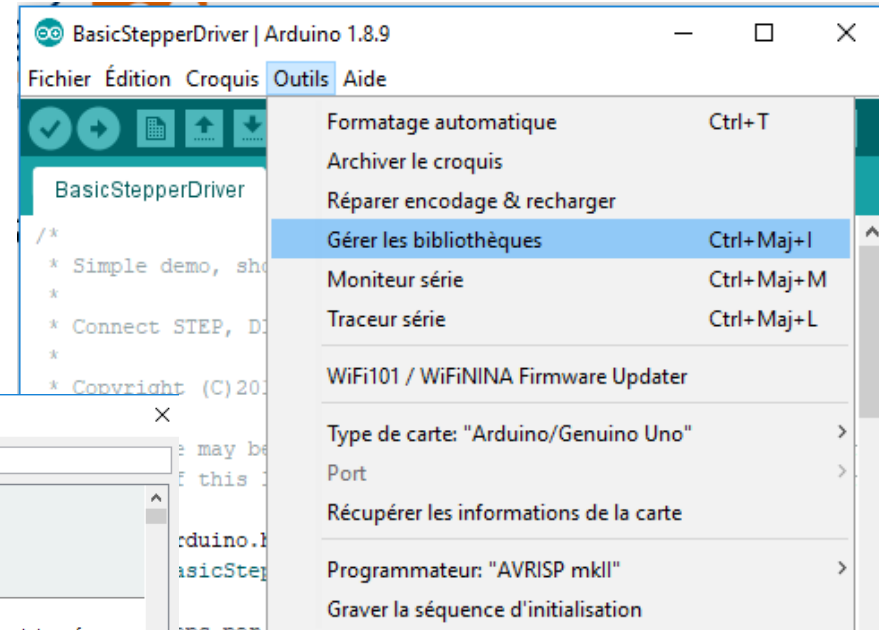 BasicStepperDriver | Arduino 1.8.9
Fichier Édition Croquis Outils Aide
BasicStepperDriver
/*
* Simple demo, sho
*
* Connect STEP, D
*
* Copyright (C)201
may be
f this
rduino.h
asicStep
Formatage automatique Ctrl+T
Archiver le croquis
Réparer encodage & recharger
Gérer les bibliothèques Ctrl+Maj+I
Moniteur série Ctrl+Maj+M
Traceur série Ctrl+Maj+L
WiFi101 / WiFiNINA Firmware Updater
Type de carte: "Arduino/Genuino Uno"
Port
Récupérer les informations de la carte
Programmateur: "AVRISP mkII"
Graver la séquence d'initialisation